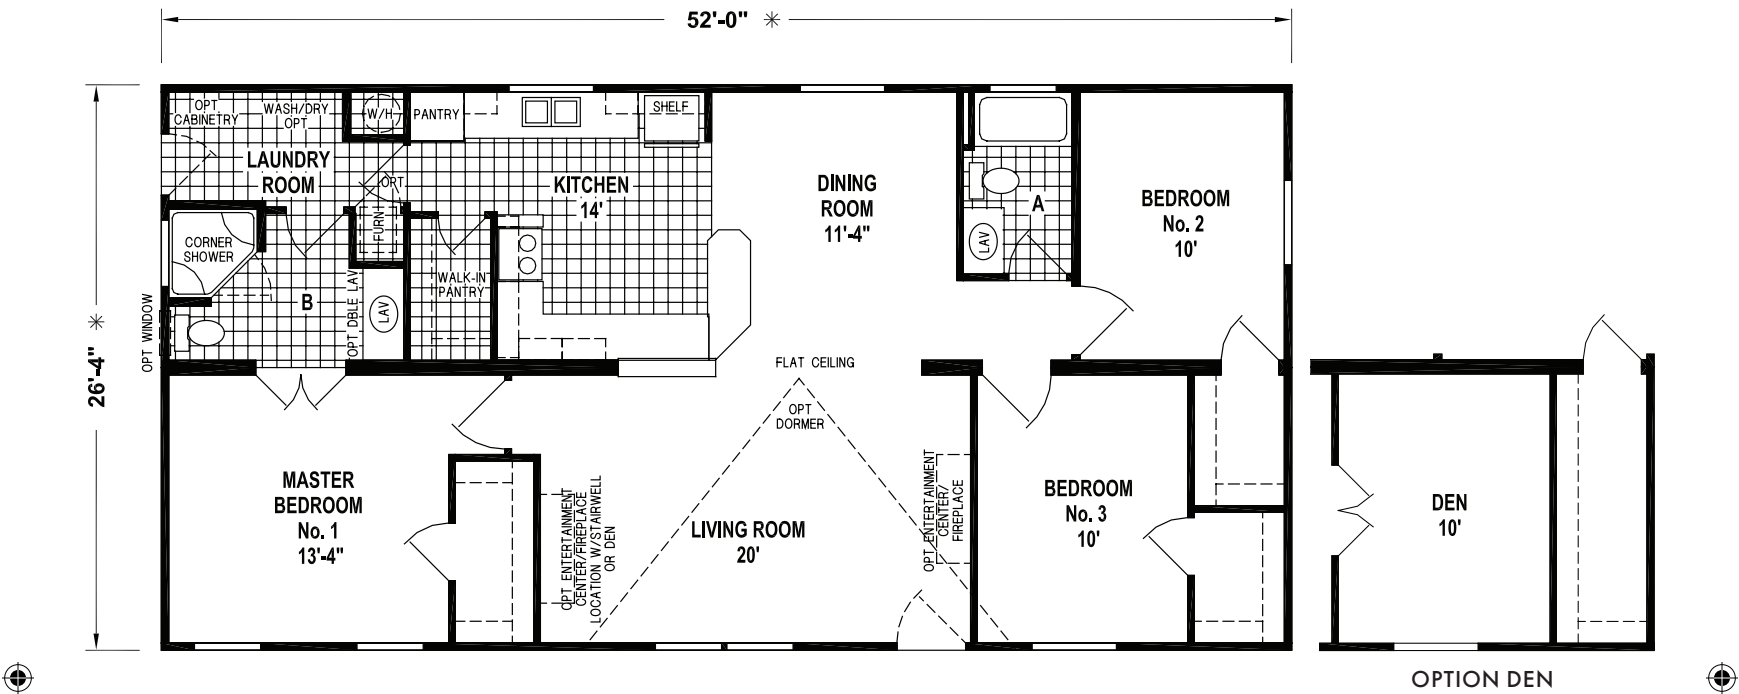 52'-0" ✳
26'-4" ✳
OPT
CABINETRY
WASH/DRY
OPT
W/H
PANTRY
SHELF
LAUNDRY
ROOM
OPT
KITCHEN
14'
DINING
ROOM
11'-4"
A
LAV
BEDROOM
No. 2
10'
CORNER
SHOWER
FURN
WALK-IN
PANTRY
B
OPT DBLE LAV
LAV
OPT WINDOW
FLAT CEILING
OPT
DORMER
MASTER
BEDROOM
No. 1
13'-4"
OPT ENTERTAINMENT
CENTER/FIREPLACE
LOCATION W/STAIRWELL
OR DEN
LIVING ROOM
20'
OPT ENTERTAINMENT
CENTER/
FIREPLACE
BEDROOM
No. 3
10'
DEN
10'
OPTION DEN